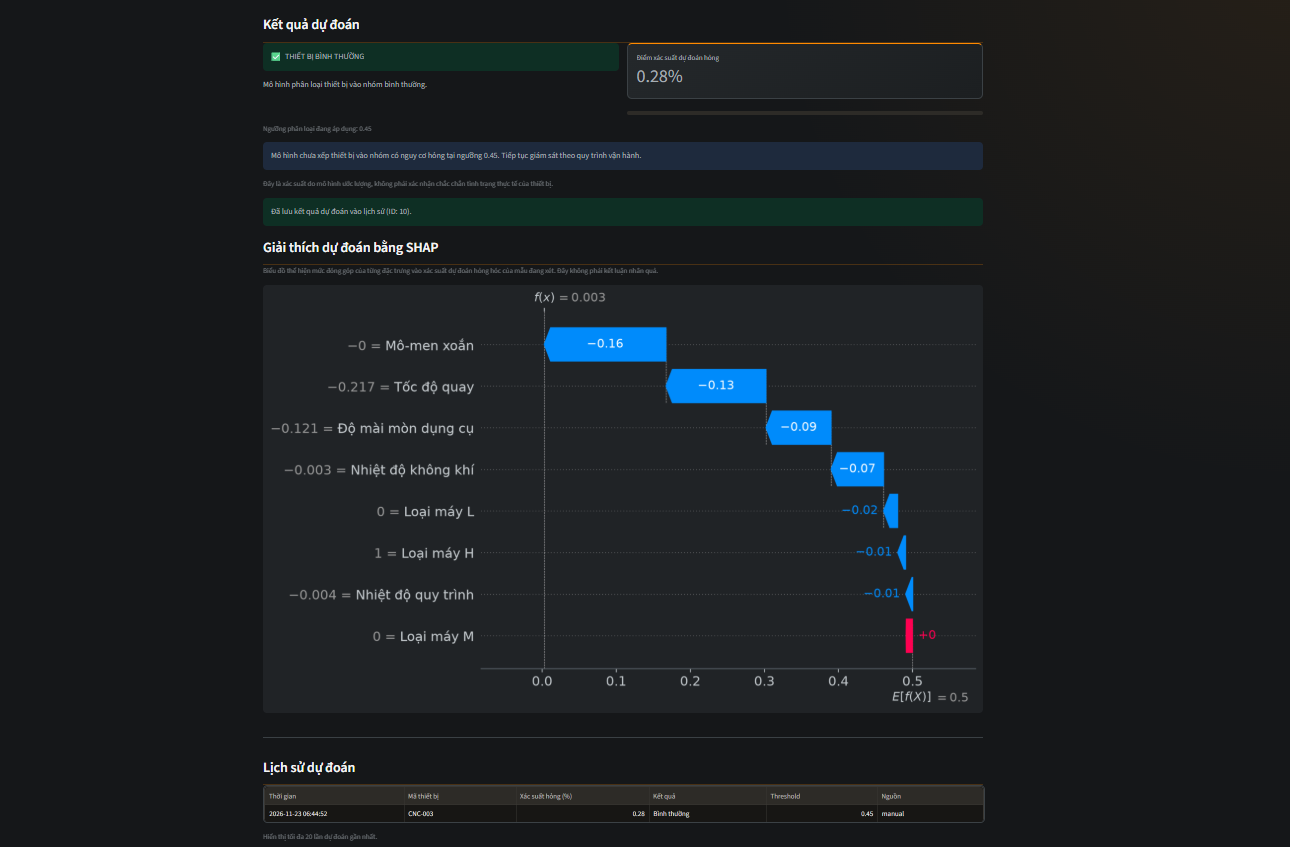 Kết quả dự đoán
✅ THIẾT BỊ BÌNH THƯỜNG
Mô hình phân loại thiết bị vào nhóm bình thường.
Điểm xác suất dự đoán hỏng
0.28%
Ngưỡng phân loại đang áp dụng: 0.45
Mô hình chưa xếp thiết bị vào nhóm có nguy cơ hỏng tại ngưỡng 0.45. Tiếp tục giám sát theo quy trình vận hành.
Đây là xác suất do mô hình ước lượng, không phải xác nhận chắc chắn tình trạng thực tế của thiết bị.
Đã lưu kết quả dự đoán vào lịch sử (ID: 10).
Giải thích dự đoán bằng SHAP
Biểu đồ thể hiện mức đóng góp của từng đặc trưng vào xác suất dự đoán hỏng hóc của mẫu đang xét. Đây không phải kết luận nhân quả.
f(x) = 0.003
−0 = Mô-men xoắn −0.16
−0.217 = Tốc độ quay −0.13
−0.121 = Độ mài mòn dụng cụ −0.09
−0.003 = Nhiệt độ không khí −0.07
0 = Loại máy L −0.02
1 = Loại máy H −0.01
−0.004 = Nhiệt độ quy trình −0.01
0 = Loại máy M +0
0.0 0.1 0.2 0.3 0.4 0.5
E[f(X)] = 0.5
Lịch sử dự đoán
Thời gian Mã thiết bị Xác suất hỏng (%) Kết quả Threshold Nguồn
2026-11-23 06:44:52 CNC-003 0.28 Bình thường 0.45 manual
Hiển thị tối đa 20 lần dự đoán gần nhất.